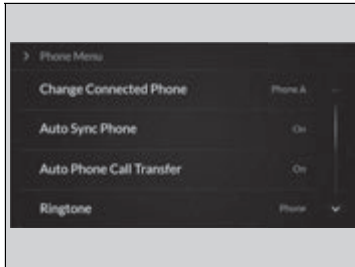 Phone Menu
Change Connected Phone Phone A
Auto Sync Phone On
Auto Phone Call Transfer On
Ringtone Phone